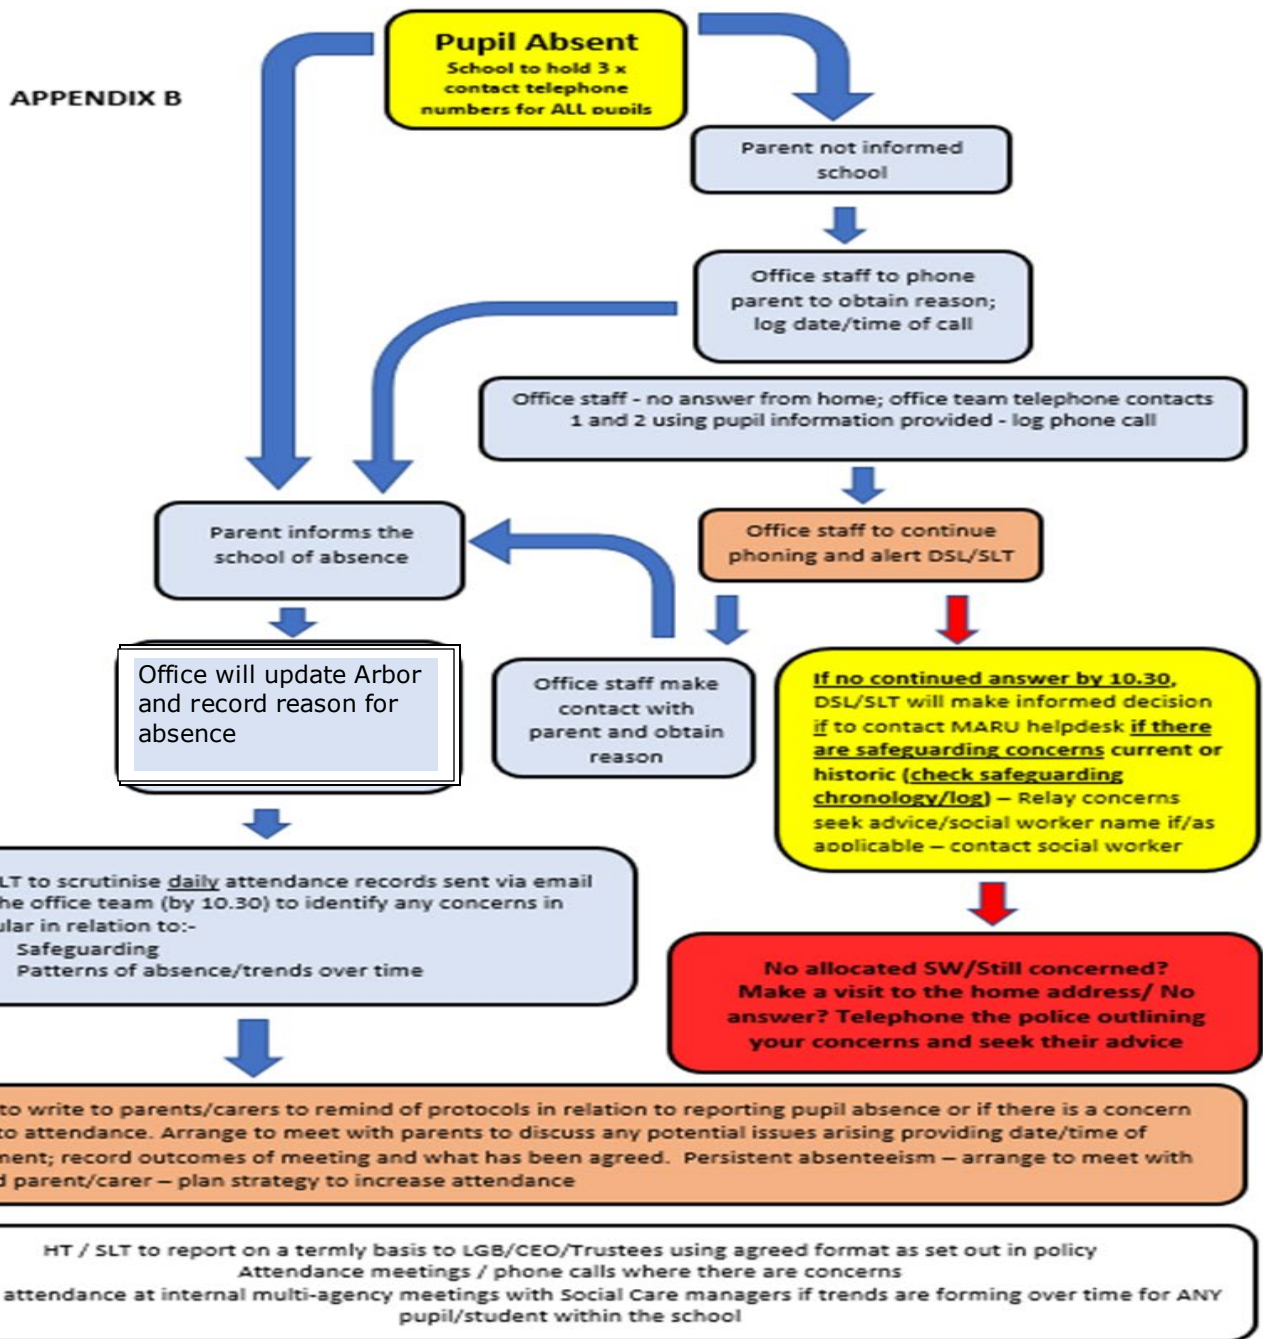 Pupil Absent
School to hold 3 x
contact telephone
numbers for ALL pupils
APPENDIX B
Parent not informed
school
Office staff to phone
parent to obtain reason;
log date/time of call
Office staff - no answer from home; office team telephone contacts
1 and 2 using pupil information provided - log phone call
Parent informs the
school of absence
Office staff to continue
phoning and alert DSL/SLT
Office will update Arbor
and record reason for
absence
Office staff make
contact with
parent and obtain
reason
If no continued answer by 10.30,
DSL/SLT will make informed decision
if to contact MARU helpdesk if there
are safeguarding concerns current or
historic (check safeguarding
chronology/log) – Relay concerns
seek advice/social worker name if/as
applicable – contact social worker
LT to scrutinise daily attendance records sent via email
he office team (by 10.30) to identify any concerns in
ular in relation to:-
Safeguarding
Patterns of absence/trends over time
No allocated SW/Still concerned?
Make a visit to the home address/ No
answer? Telephone the police outlining
your concerns and seek their advice
to write to parents/carers to remind of protocols in relation to reporting pupil absence or if there is a concern
to attendance. Arrange to meet with parents to discuss any potential issues arising providing date/time of
ment; record outcomes of meeting and what has been agreed. Persistent absenteeism – arrange to meet with
d parent/carer – plan strategy to increase attendance
HT / SLT to report on a termly basis to LGB/CEO/Trustees using agreed format as set out in policy
Attendance meetings / phone calls where there are concerns
attendance at internal multi-agency meetings with Social Care managers if trends are forming over time for ANY
pupil/student within the school